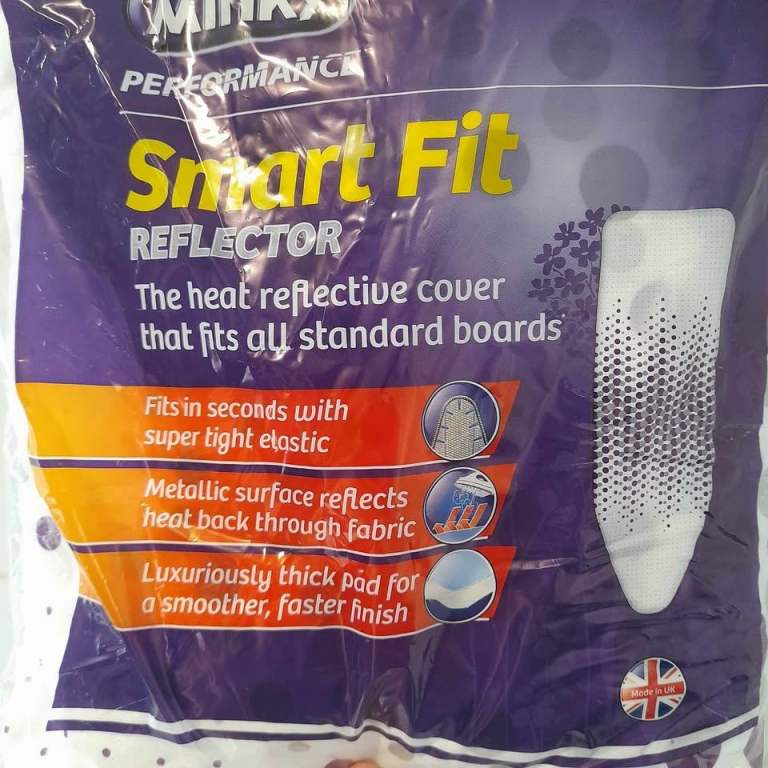 MINKY
PERFORMANCE
Smart Fit
REFLECTOR
The heat reflective cover
that fits all standard boards
Fits in seconds with
super tight elastic
Metallic surface reflects
heat back through fabric
Luxuriously thick pad for
a smoother, faster finish
Made in UK